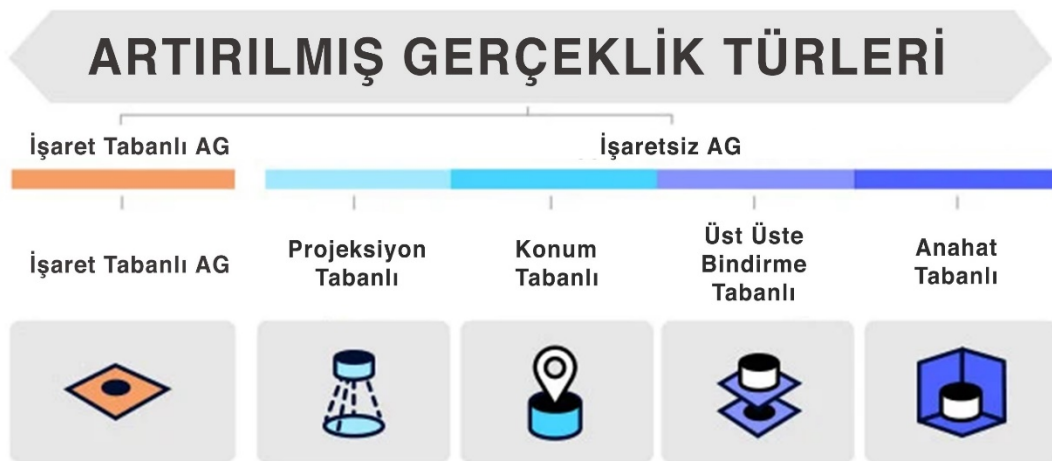 ARTIRILMIŞ GERÇEKLİK TÜRLERİ
İşaret Tabanlı AG
İşaretsiz AG
İşaret Tabanlı AG
Projeksiyon
Tabanlı
Konum
Tabanlı
Üst Üste
Bindirme
Tabanlı
Anahat
Tabanlı